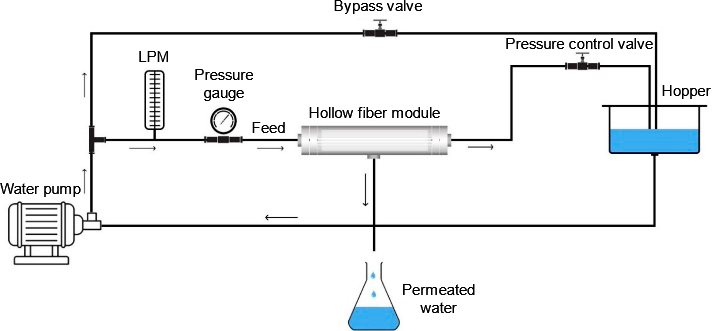 Bypass valve
Pressure control valve
LPM
Pressure
gauge
Hopper
Hollow fiber module
Feed
Water pump
Permeated
water